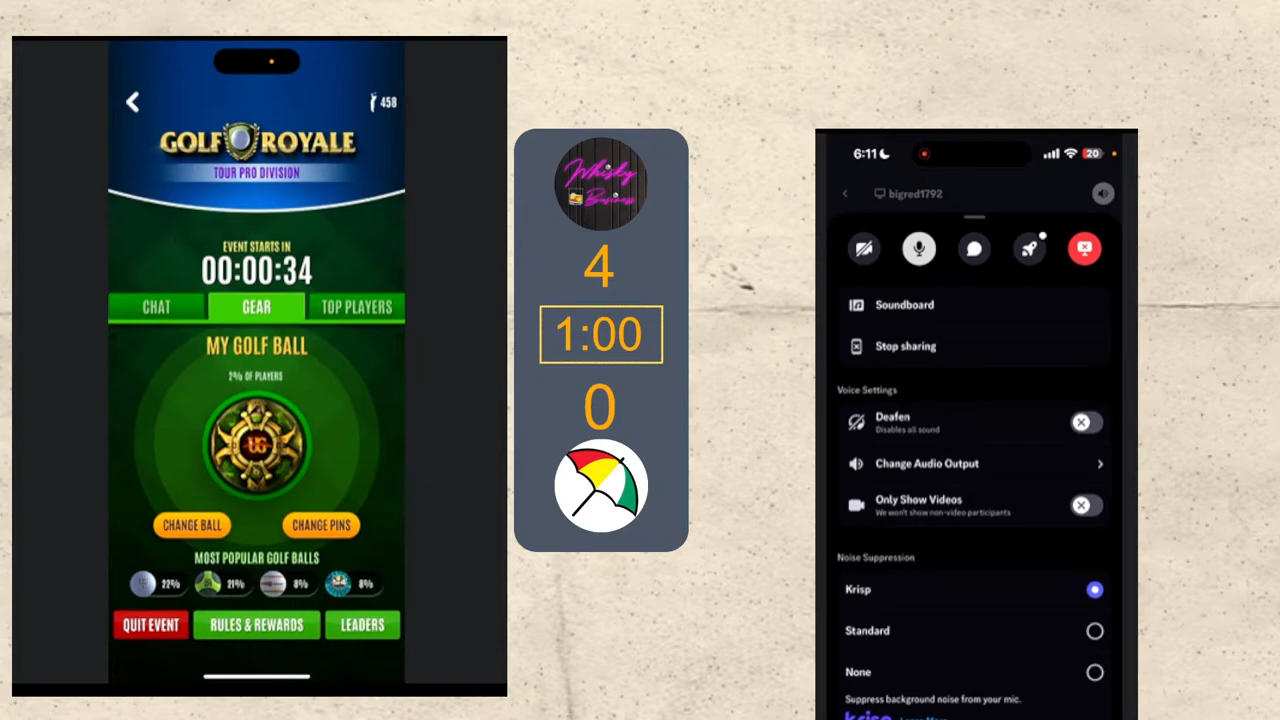 458
GOLF ROYALE
TOUR PRO DIVISION
EVENT STARTS IN
00:00:34
CHAT
GEAR
TOP PLAYERS
MY GOLF BALL
2% OF PLAYERS
UG
CHANGE BALL
CHANGE PINS
MOST POPULAR GOLF BALLS
22%
21%
8%
8%
QUIT EVENT
RULES & REWARDS
LEADERS
Whisky
Business
4
1:00
0
6:11
20
bigred1792
Soundboard
Stop sharing
Voice Settings
Deafen
Disables all sound
Change Audio Output
Only Show Videos
We won't show non-video participants
Noise Suppression
Krisp
Standard
None
Suppress background noise from your mic.
krisp Learn More